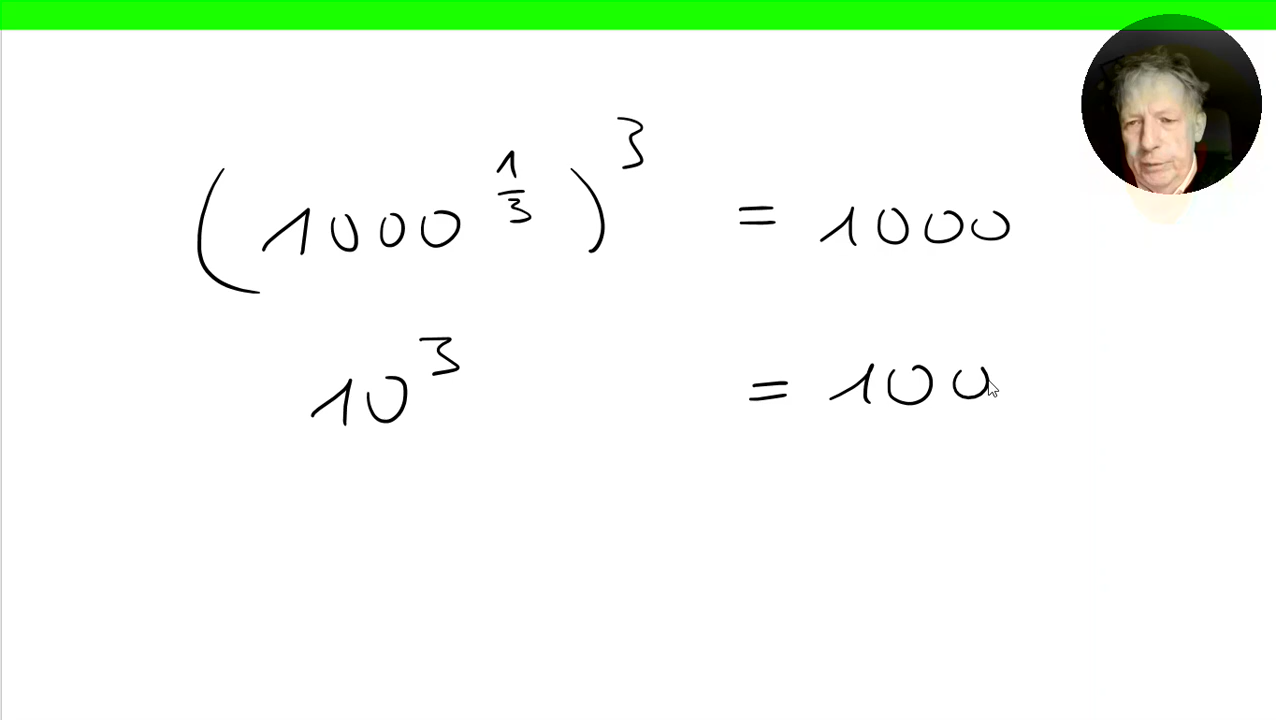 (1000^{1/3})^3 = 1000
10^3 = 100